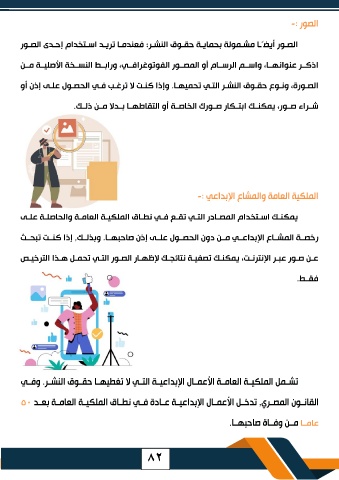 الصور :-
الصور أيضًا مشمولة بحماية حقوق النشر؛ فعندما تريد استخدام إحدى الصور
اذكر عنوانها، واسم الرسام أو المصور الفوتوغرافي، ورابط النسخة الأصلية من
الصورة، ونوع حقوق النشر التي تحميها. وإذا كنت لا ترغب في الحصول على إذن أو
شراء صور، يمكنك ابتكار صورك الخاصة أو التقاطها بدلا من ذلك.
الملكية العامة والمشاع الإبداعي :-
يمكنك استخدام المصادر التي تقع في نطاق الملكية العامة والحاصلة على
رخصة المشاع الإبداعي من دون الحصول على إذن صاحبها. وبذلك. إذا كنت تبحث
عن صور عبر الإنترنت، يمكنك تصفية نتائجك لإظهار الصور التي تحمل هذا الترخيص
فقط.
تشمل الملكية العامة الأعمال الإبداعية التي لا تغطيها حقوق النشر. وفي
القانون المصري، تدخل الأعمال الإبداعية عادة في نطاق الملكية العامة بعد ٥٠
عاما من وفاة صاحبها.
٨٢